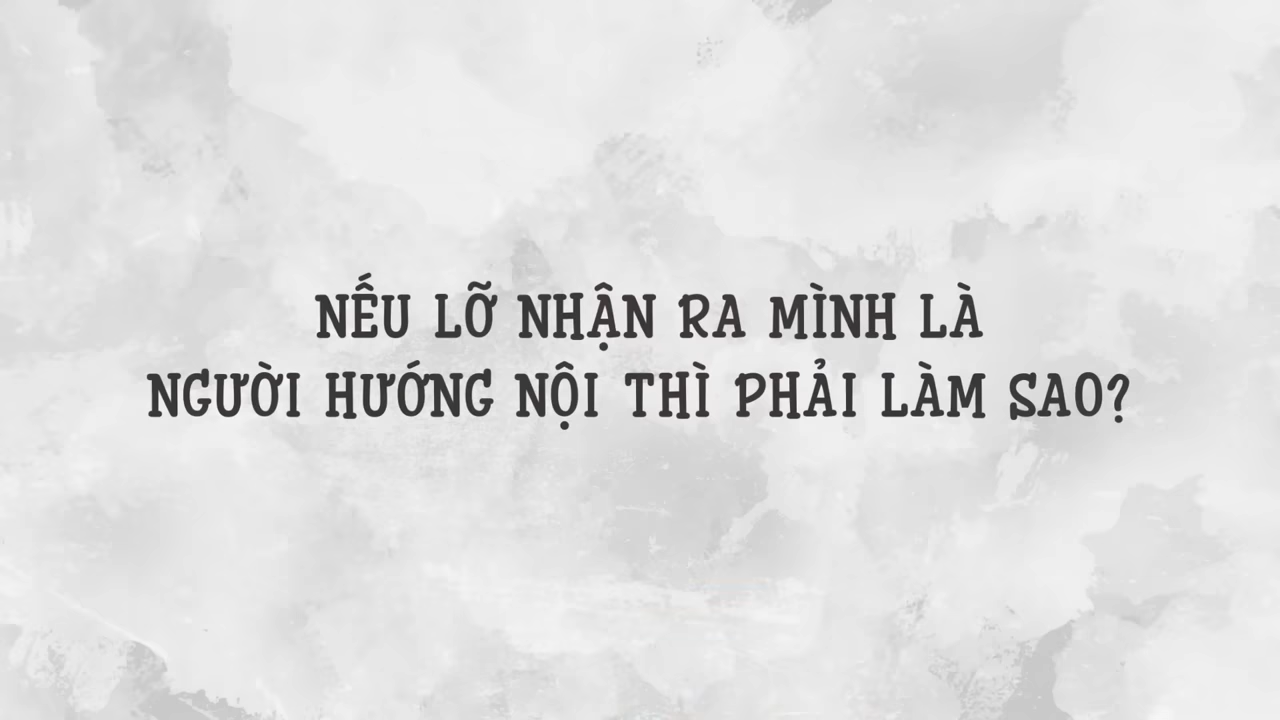 NẾU LỠ NHẬN RA MÌNH LÀ
NGƯỜI HƯỚNG NỘI THÌ PHẢI LÀM SAO?